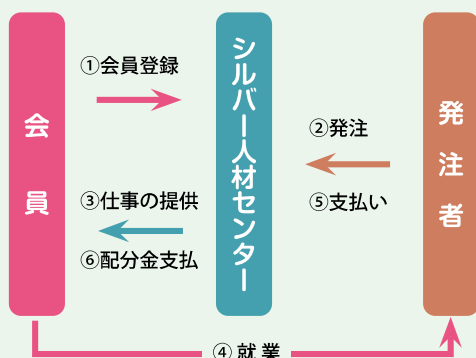 会員
シルバー人材センター
発注者
①会員登録
②発注
③仕事の提供
⑤支払い
⑥配分金支払
④就業